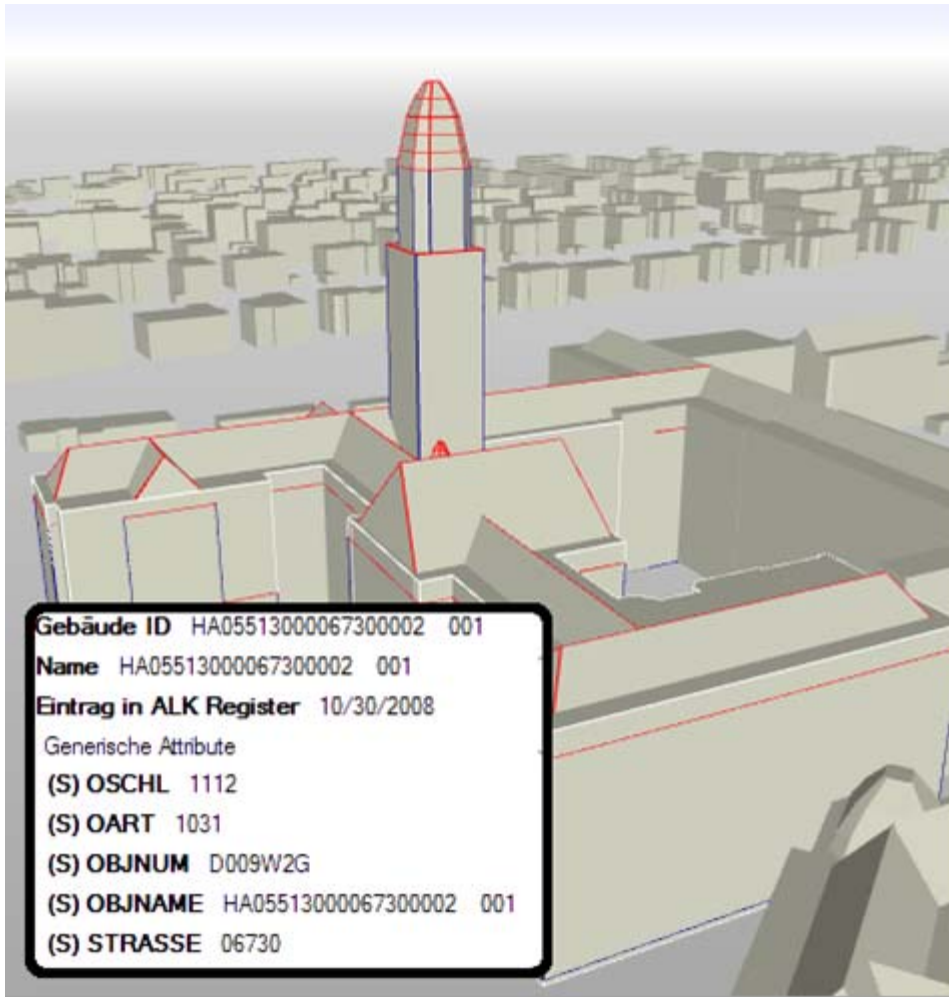 Gebäude ID HA05513000067300002 001
Name HA05513000067300002 001
Eintrag in ALK Register 10/30/2008
Generische Attribute
(S) OSCHL 1112
(S) OART 1031
(S) OBJNUM D009W2G
(S) OBJNAME HA05513000067300002 001
(S) STRASSE 06730